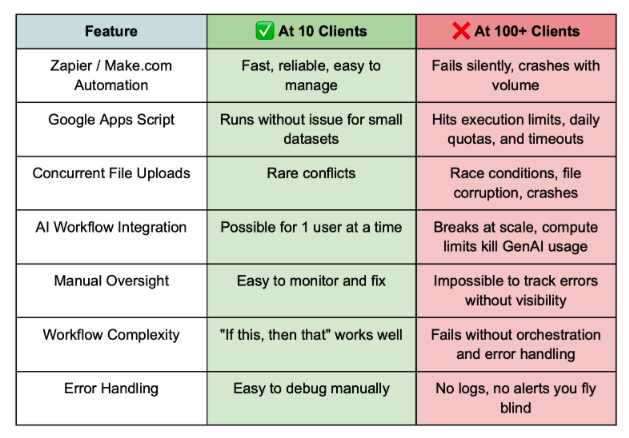 Feature
✅ At 10 Clients
❌ At 100+ Clients
Zapier / Make.com
Automation
Fast, reliable, easy to
manage
Fails silently, crashes with
volume
Google Apps Script
Runs without issue for small
datasets
Hits execution limits, daily
quotas, and timeouts
Concurrent File Uploads
Rare conflicts
Race conditions, file
corruption, crashes
AI Workflow Integration
Possible for 1 user at a time
Breaks at scale, compute
limits kill GenAI usage
Manual Oversight
Easy to monitor and fix
Impossible to track errors
without visibility
Workflow Complexity
"If this, then that" works well
Fails without orchestration
and error handling
Error Handling
Easy to debug manually
No logs, no alerts you fly
blind